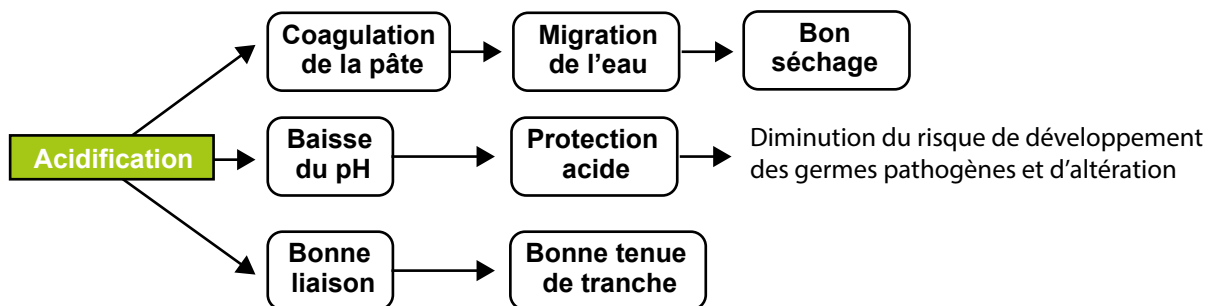 Acidification
Coagulation
de la pâte
Migration
de l'eau
Bon
séchage
Baisse
du pH
Protection
acide
Diminution du risque de développement
des germes pathogènes et d'altération
Bonne
liaison
Bonne tenue
de tranche